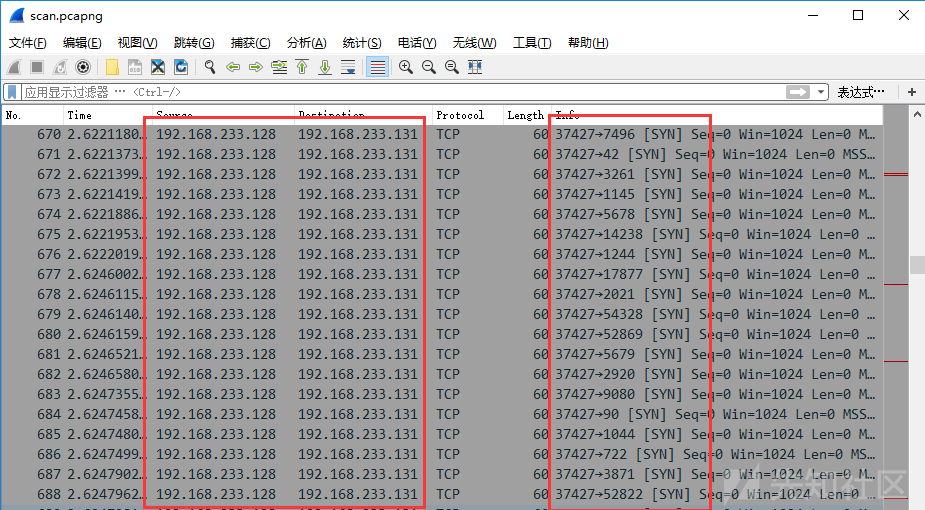 scan.pcapng
文件(F) 编辑(E) 视图(V) 跳转(G) 捕获(C) 分析(A) 统计(S) 电话(Y) 无线(W) 工具(T) 帮助(H)
应用显示过滤器 … <Ctrl-/> 表达式… +
No. Time Source Destination Protocol Length Info
670 2.6221180… 192.168.233.128 192.168.233.131 TCP 60 37427→7496 [SYN] Seq=0 Win=1024 Len=0 M…
671 2.6221373… 192.168.233.128 192.168.233.131 TCP 60 37427→42 [SYN] Seq=0 Win=1024 Len=0 MSS…
672 2.6221399… 192.168.233.128 192.168.233.131 TCP 60 37427→3261 [SYN] Seq=0 Win=1024 Len=0 M…
673 2.6221419… 192.168.233.128 192.168.233.131 TCP 60 37427→1145 [SYN] Seq=0 Win=1024 Len=0 M…
674 2.6221886… 192.168.233.128 192.168.233.131 TCP 60 37427→5678 [SYN] Seq=0 Win=1024 Len=0 M…
675 2.6221953… 192.168.233.128 192.168.233.131 TCP 60 37427→14238 [SYN] Seq=0 Win=1024 Len=0 …
676 2.6222019… 192.168.233.128 192.168.233.131 TCP 60 37427→1244 [SYN] Seq=0 Win=1024 Len=0 M…
677 2.6246002… 192.168.233.128 192.168.233.131 TCP 60 37427→17877 [SYN] Seq=0 Win=1024 Len=0 …
678 2.6246115… 192.168.233.128 192.168.233.131 TCP 60 37427→2021 [SYN] Seq=0 Win=1024 Len=0 M…
679 2.6246140… 192.168.233.128 192.168.233.131 TCP 60 37427→54328 [SYN] Seq=0 Win=1024 Len=0 …
680 2.6246159… 192.168.233.128 192.168.233.131 TCP 60 37427→52869 [SYN] Seq=0 Win=1024 Len=0 …
681 2.6246521… 192.168.233.128 192.168.233.131 TCP 60 37427→5679 [SYN] Seq=0 Win=1024 Len=0 M…
682 2.6246580… 192.168.233.128 192.168.233.131 TCP 60 37427→2920 [SYN] Seq=0 Win=1024 Len=0 M…
683 2.6247355… 192.168.233.128 192.168.233.131 TCP 60 37427→9080 [SYN] Seq=0 Win=1024 Len=0 M…
684 2.6247458… 192.168.233.128 192.168.233.131 TCP 60 37427→90 [SYN] Seq=0 Win=1024 Len=0 MSS…
685 2.6247480… 192.168.233.128 192.168.233.131 TCP 60 37427→1044 [SYN] Seq=0 Win=1024 Len=0 M…
686 2.6247499… 192.168.233.128 192.168.233.131 TCP 60 37427→722 [SYN] Seq=0 Win=1024 Len=0 MS…
687 2.6247902… 192.168.233.128 192.168.233.131 TCP 60 37427→3871 [SYN] Seq=0 Win=1024 Len=0 M…
688 2.6247962… 192.168.233.128 192.168.233.131 TCP 60 37427→52822 [SYN] Seq=0 Win=1024 Len=0 …
先知社区